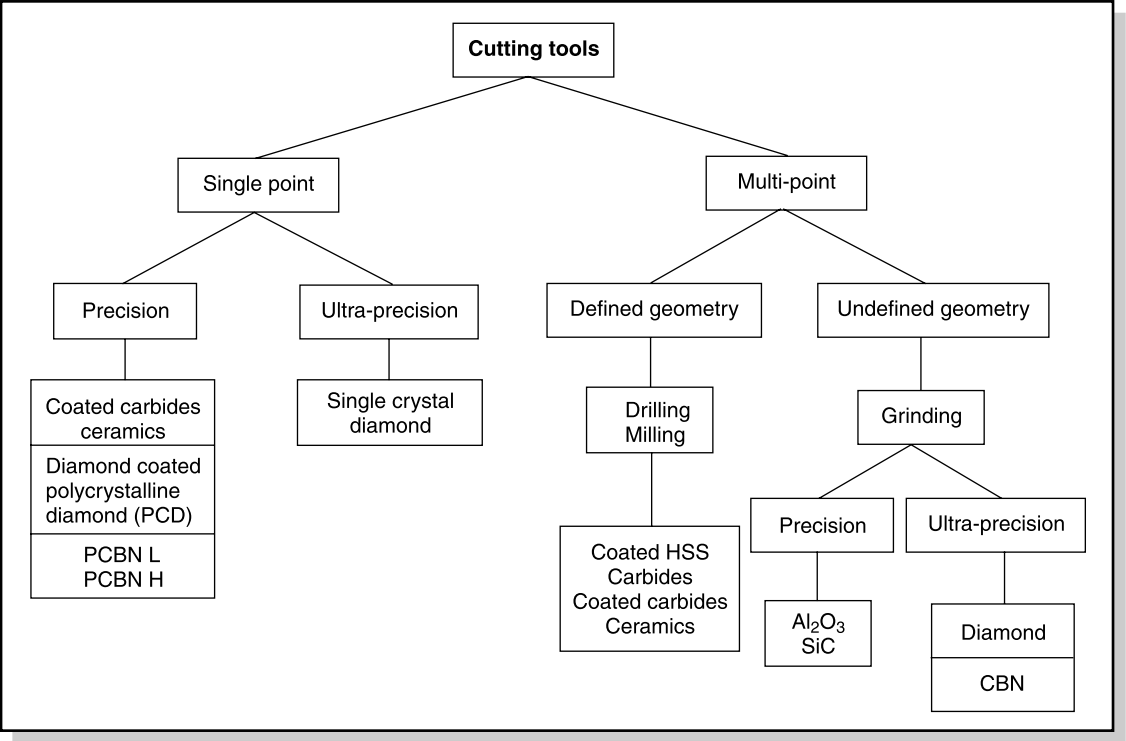 Cutting tools
Single point
Multi-point
Precision
Ultra-precision
Defined geometry
Undefined geometry
Coated carbides
ceramics
Diamond coated
polycrystalline
diamond (PCD)
PCBN L
PCBN H
Single crystal
diamond
Drilling
Milling
Grinding
Coated HSS
Carbides
Coated carbides
Ceramics
Precision
Ultra-precision
Al₂O₃
SiC
Diamond
CBN